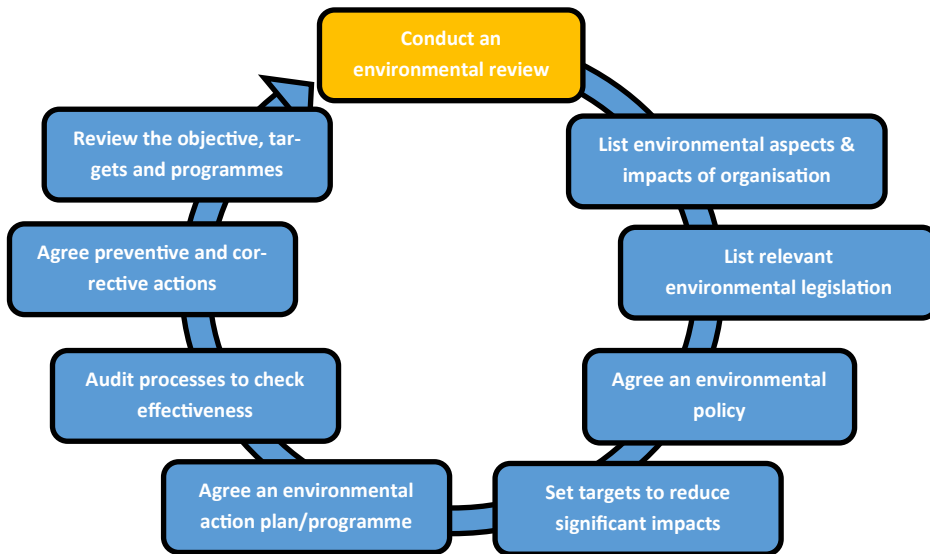 Conduct an
environmental review
List environmental aspects &
impacts of organisation
List relevant
environmental legislation
Agree an environmental
policy
Set targets to reduce
significant impacts
Agree an environmental
action plan/programme
Audit processes to check
effectiveness
Agree preventive and cor-
rective actions
Review the objective, tar-
gets and programmes